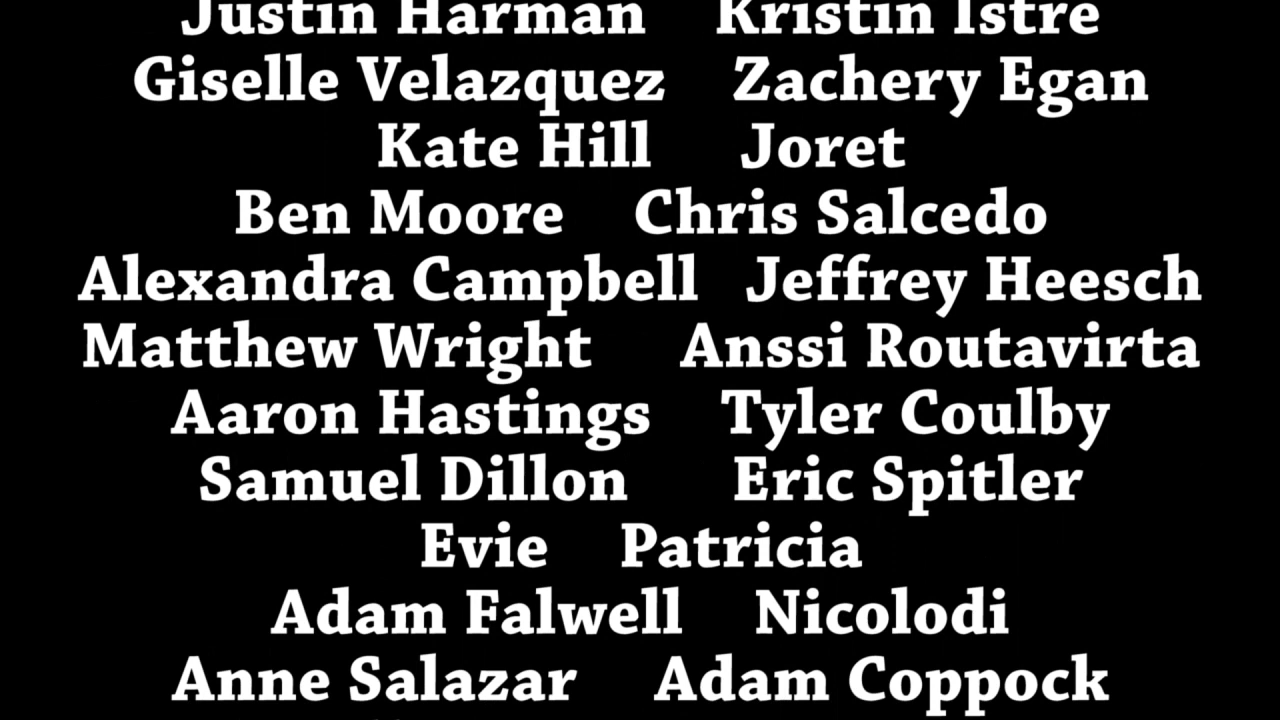 Justin Harman Kristin Istre
Giselle Velazquez Zachery Egan
Kate Hill Joret
Ben Moore Chris Salcedo
Alexandra Campbell Jeffrey Heesch
Matthew Wright Anssi Routavirta
Aaron Hastings Tyler Coulby
Samuel Dillon Eric Spitler
Evie Patricia
Adam Falwell Nicolodi
Anne Salazar Adam Coppock